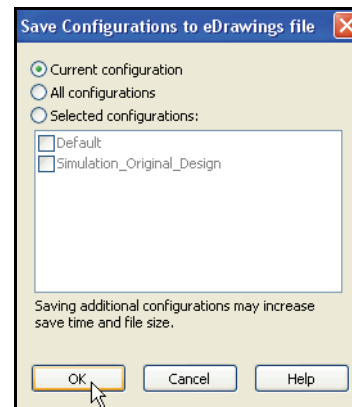 Save Configurations to eDrawings file
Current configuration
All configurations
Selected configurations:
Default
Simulation_Original_Design
Saving additional configurations may increase
save time and file size.
OK Cancel Help